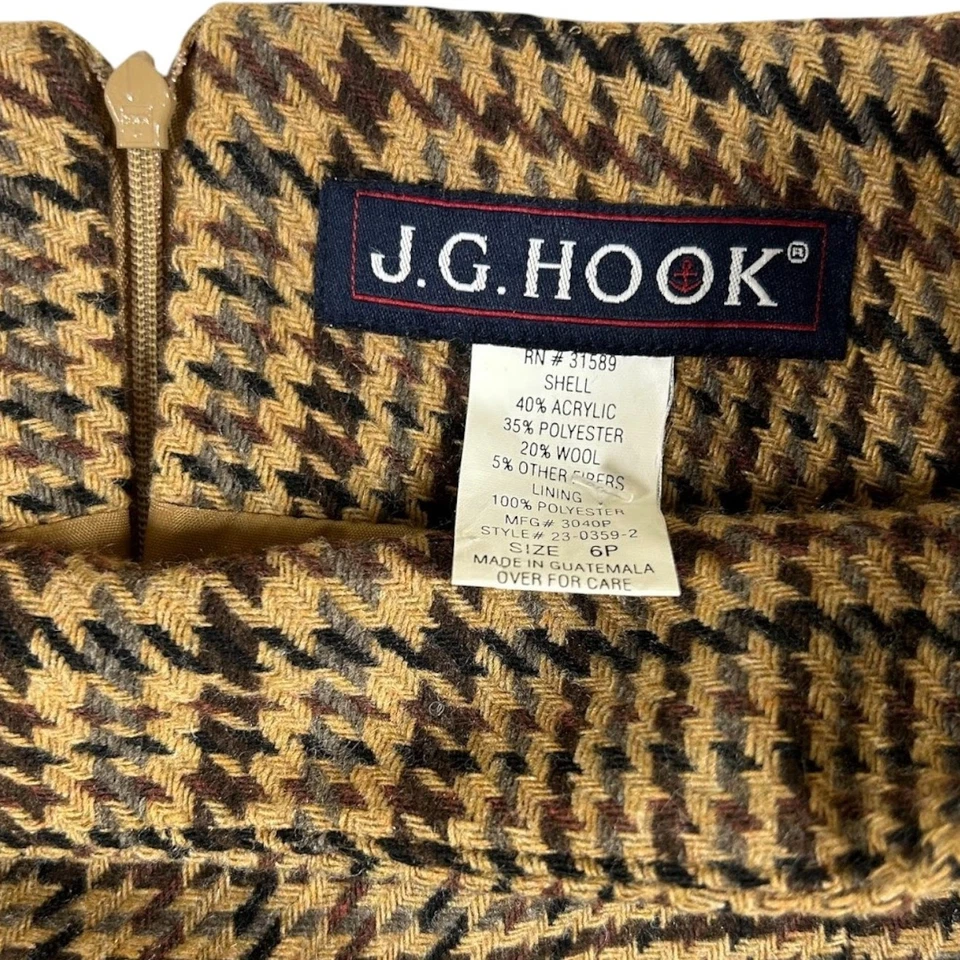 J.G. HOOK®
RN # 31589
SHELL
40% ACRYLIC
35% POLYESTER
20% WOOL
5% OTHER FIBERS
LINING
100% POLYESTER
MFG# 3040P
STYLE# 23-0359-2
SIZE 6P
MADE IN GUATEMALA
OVER FOR CARE